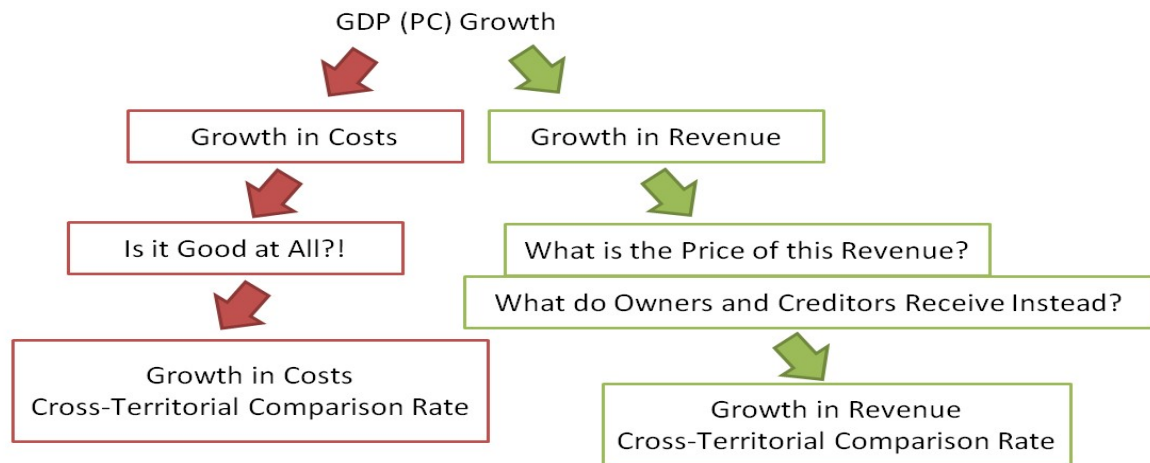 GDP (PC) Growth
Growth in Costs
Growth in Revenue
Is it Good at All?!
What is the Price of this Revenue?
What do Owners and Creditors Receive Instead?
Growth in Costs
Cross-Territorial Comparison Rate
Growth in Revenue
Cross-Territorial Comparison Rate